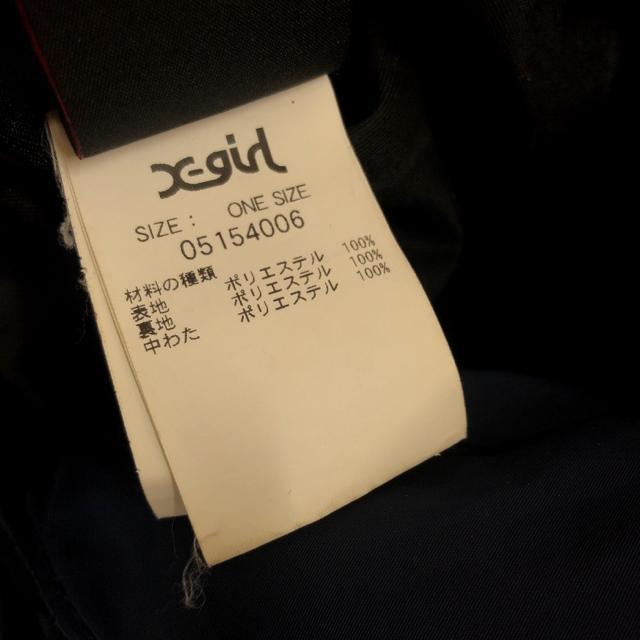 X-girl
SIZE : ONE SIZE
05154006
材料の種類
表地 ポリエステル 100%
裏地 ポリエステル 100%
中わた ポリエステル 100%